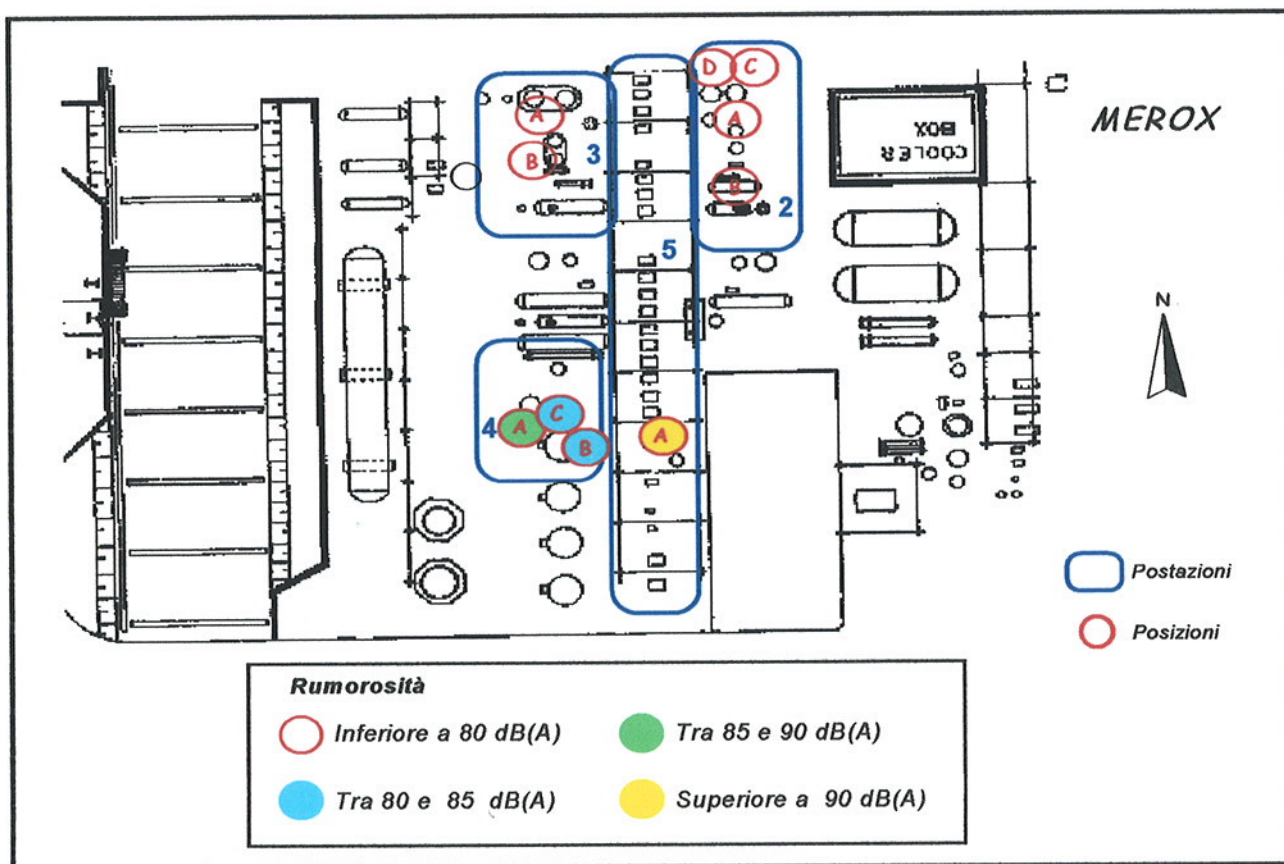 D C
A
A
MEROX
COOLER
BOX
B
3
B
2
5
N
C
4
A
B
A
Postazioni
Posizioni
Rumorosità
Inferiore a 80 dB(A)
Tra 85 e 90 dB(A)
Tra 80 e 85 dB(A)
Superiore a 90 dB(A)